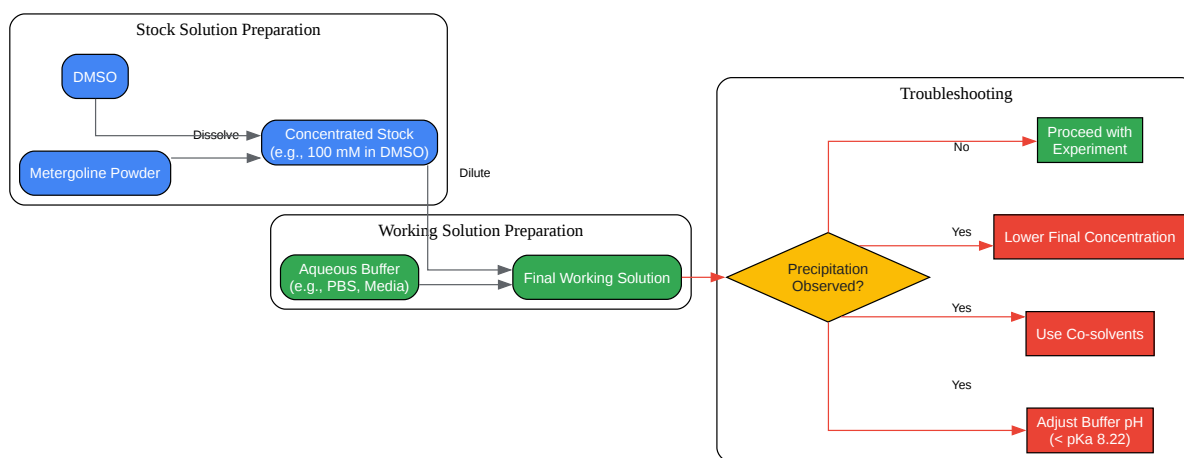 Stock Solution Preparation
DMSO
Dissolve
Metergoline Powder
Concentrated Stock
(e.g., 100 mM in DMSO)
Dilute
Working Solution Preparation
Aqueous Buffer
(e.g., PBS, Media)
Final Working Solution
Troubleshooting
Precipitation
Observed?
No
Proceed with
Experiment
Yes
Lower Final Concentration
Yes
Use Co-solvents
Yes
Adjust Buffer pH
(< pKa 8.22)